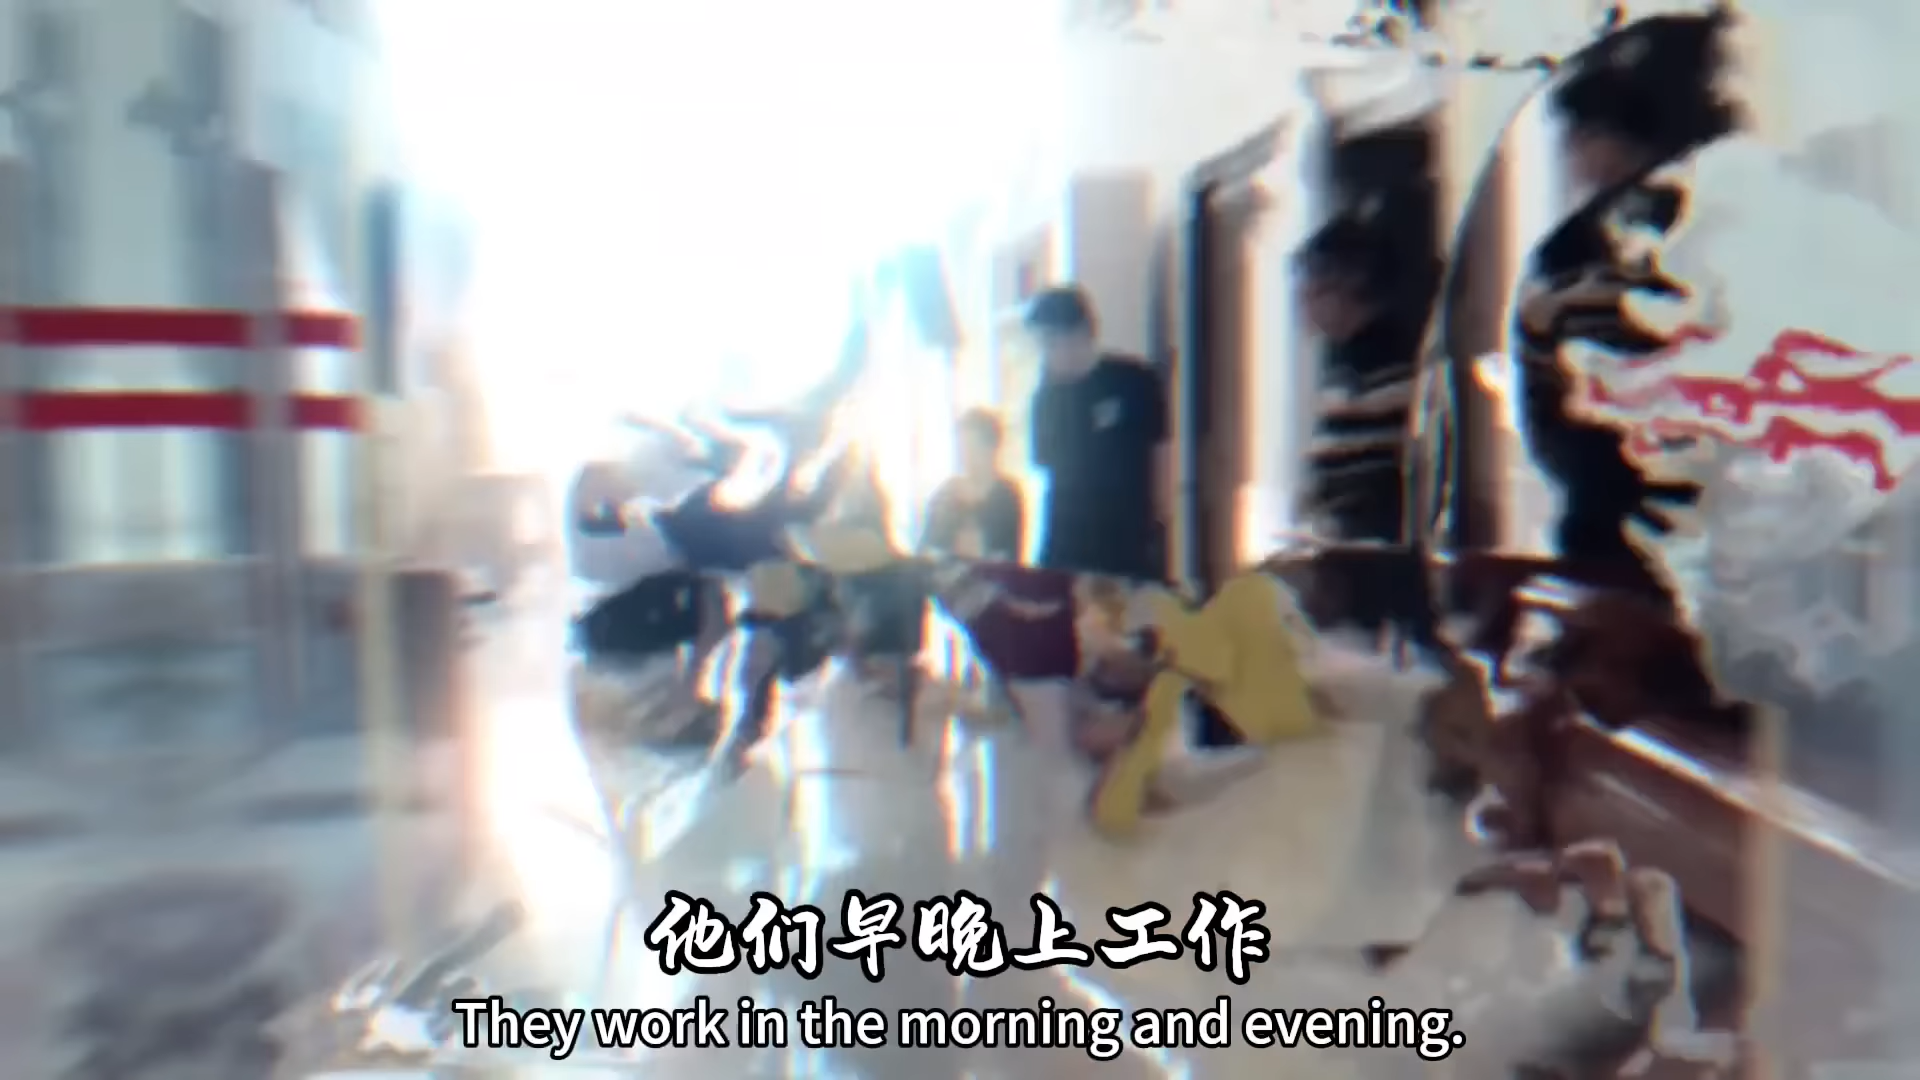 他们早晚上工作
They work in the morning and evening.